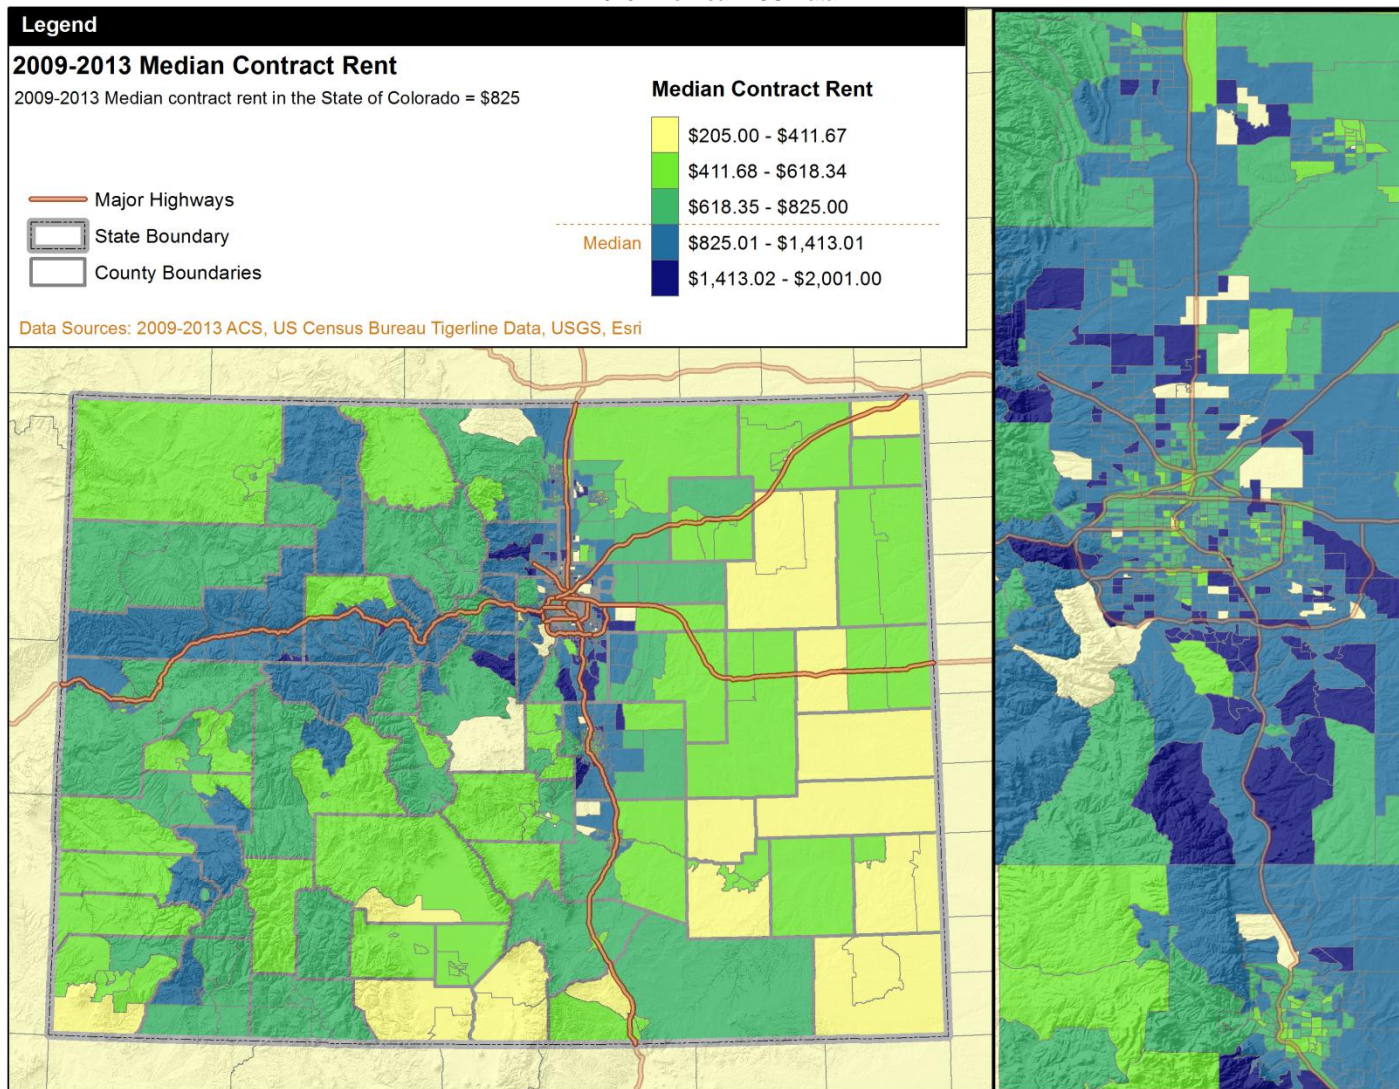 Legend
2009-2013 Median Contract Rent
2009-2013 Median contract rent in the State of Colorado = $825
Major Highways
State Boundary
County Boundaries
Median Contract Rent
$205.00 - $411.67
$411.68 - $618.34
$618.35 - $825.00
Median
$825.01 - $1,413.01
$1,413.02 - $2,001.00
Data Sources: 2009-2013 ACS, US Census Bureau Tigerline Data, USGS, Esri